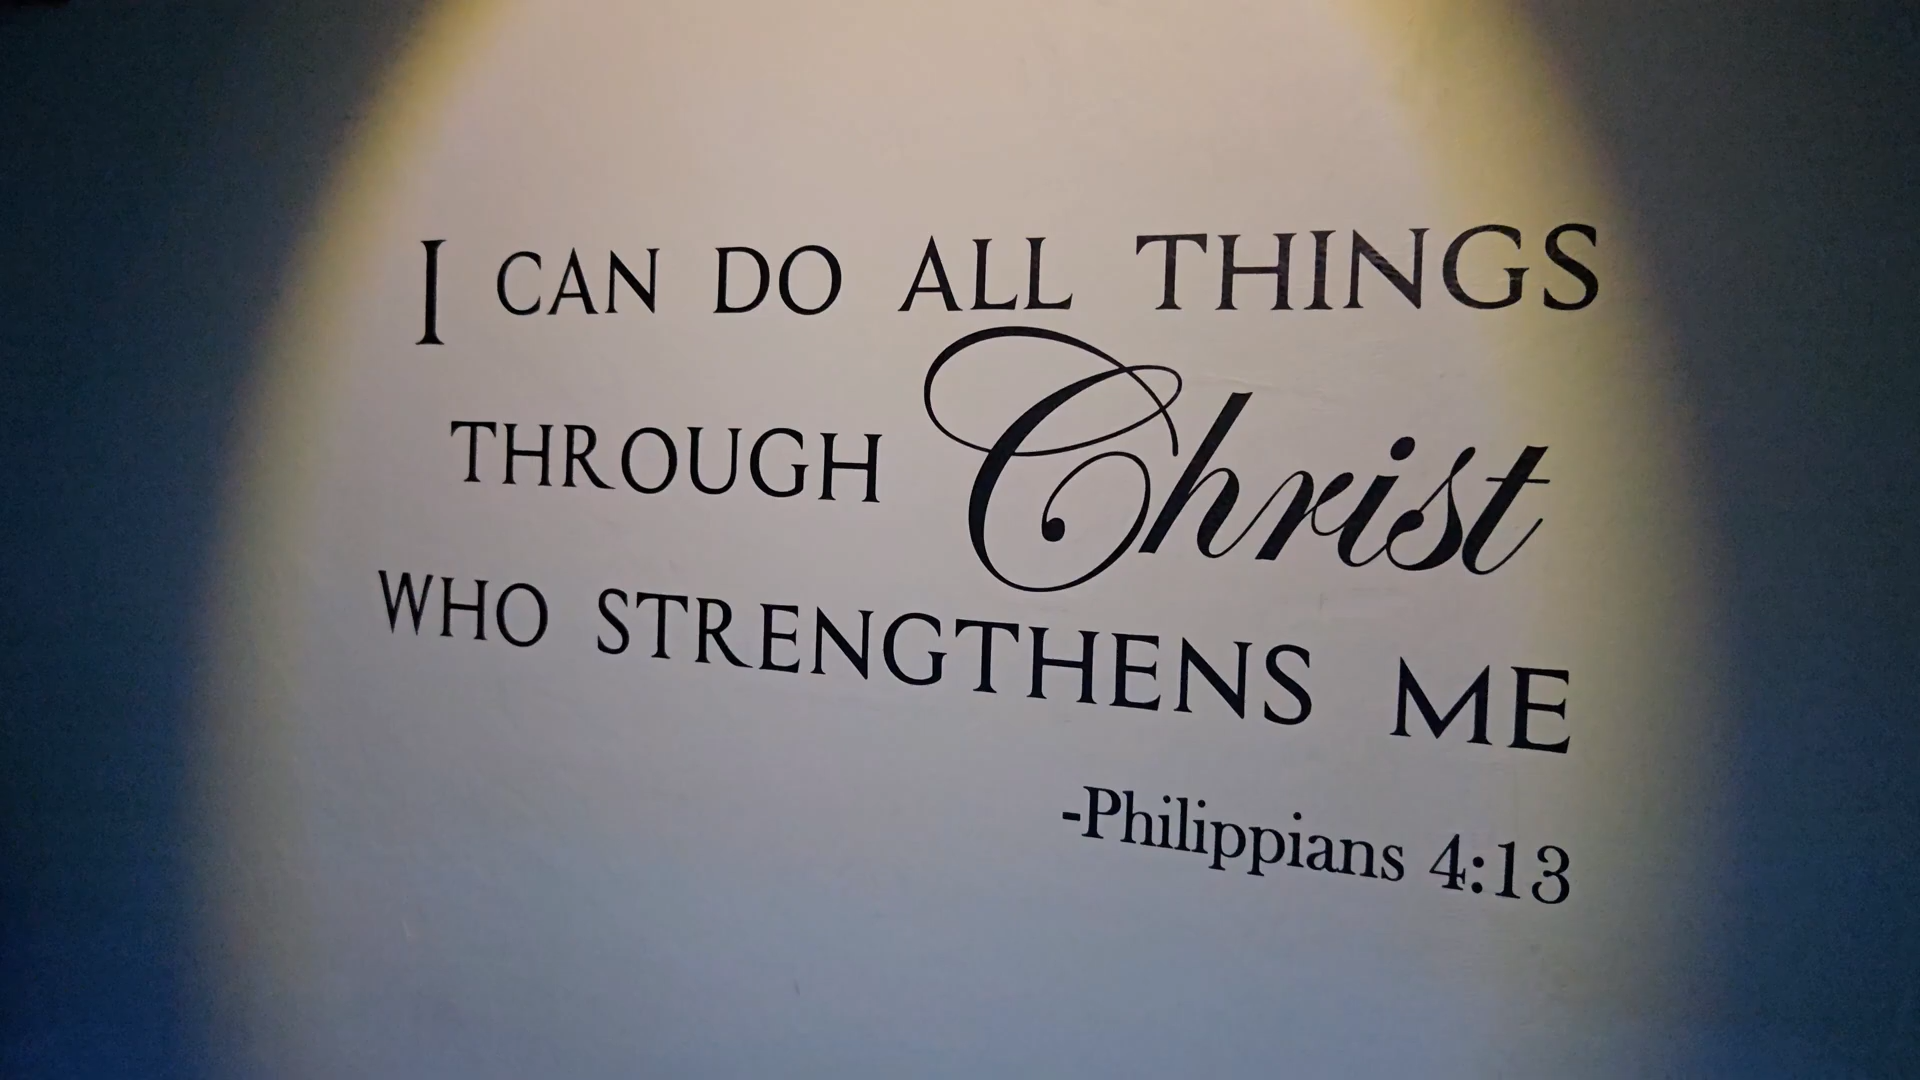 I CAN DO ALL THINGS
THROUGH Christ
WHO STRENGTHENS ME
-Philippians 4:13